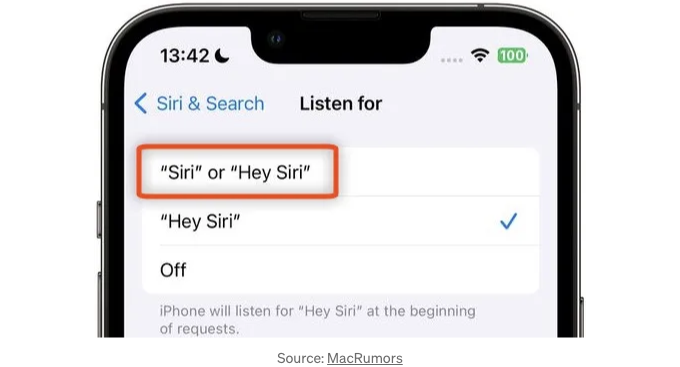 13:42
100
Siri & Search
Listen for
“Siri” or “Hey Siri”
“Hey Siri”
Off
iPhone will listen for “Hey Siri” at the beginning
of requests.
Source: MacRumors